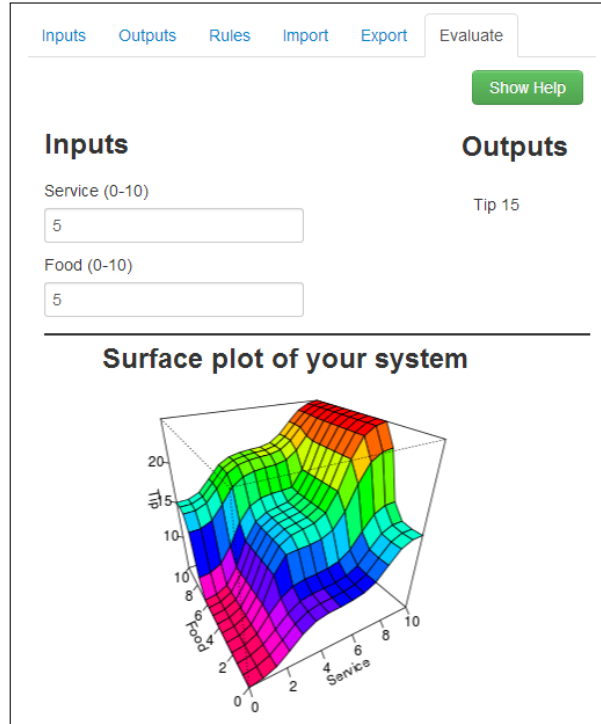 Inputs Outputs Rules Import Export Evaluate
Show Help
Inputs
Outputs
Service (0-10)
5
Tip 15
Food (0-10)
5
Surface plot of your system
20
15
10
Tip
10
8
6
4
2
0
Food
0
2
4
6
8
10
Service